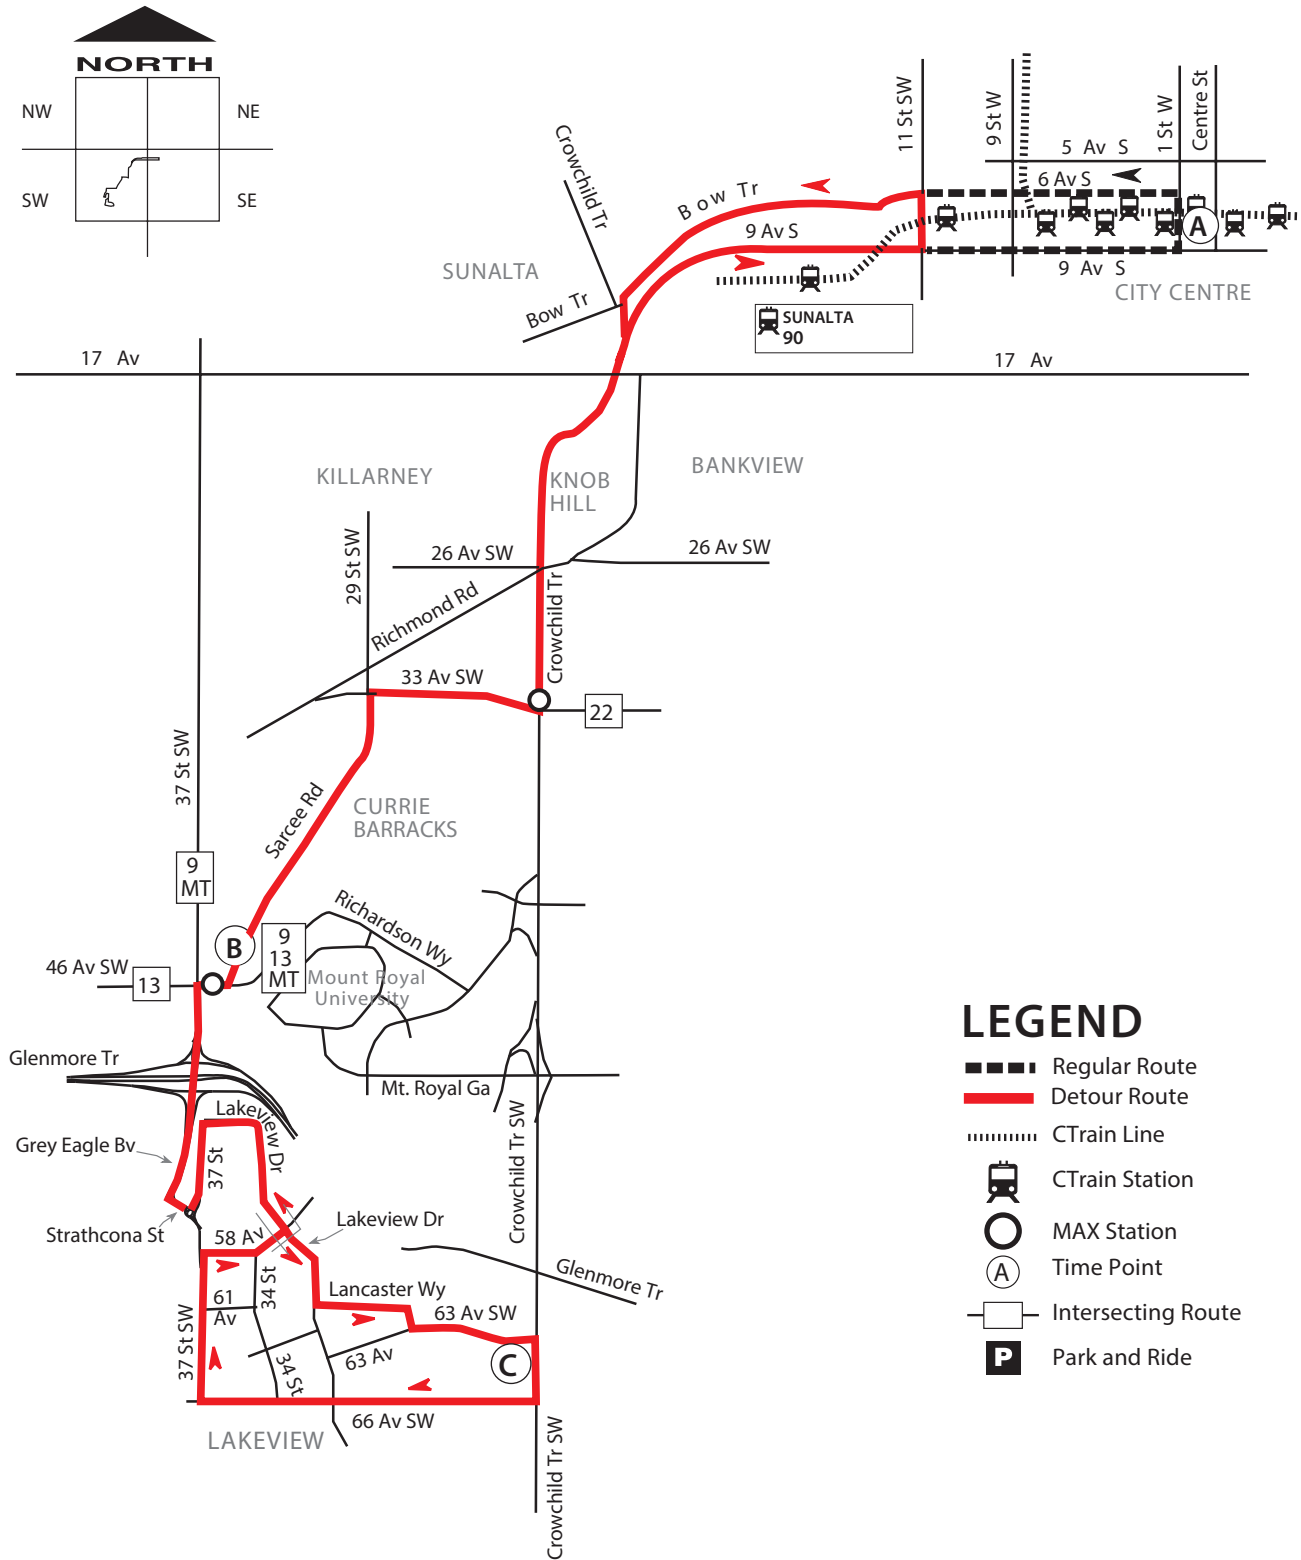 NORTH
NW
NE
SW
SE
Crowchild Tr
11 St SW
9 St W
1 St W
Centre St
5 Av S
6 Av S
Bow Tr
9 Av S
A
9 Av S
CITY CENTRE
SUNALTA
Bow Tr
SUNALTA
90
17 Av
17 Av
KILLARNEY
KNOB
HILL
BANKVIEW
29 St SW
26 Av SW
26 Av SW
Richmond Rd
Crowchild Tr
33 Av SW
22
37 St SW
Sarcee Rd
CURRIE
BARRACKS
9
MT
Richardson Wy
B
9
13
MT
46 Av SW
13
Mount Royal
University
Glenmore Tr
Mt. Royal Ga
Lakeview Dr
Grey Eagle Bv
37 St
Crowchild Tr SW
Strathcona St
58 Av
Lakeview Dr
34 St
Glenmore Tr
Lancaster Wy
61
Av
63 Av SW
37 St SW
34 St
63 Av
C
66 Av SW
LAKEVIEW
Crowchild Tr SW
LEGEND
Regular Route
Detour Route
CTrain Line
CTrain Station
MAX Station
A
Time Point
Intersecting Route
P
Park and Ride